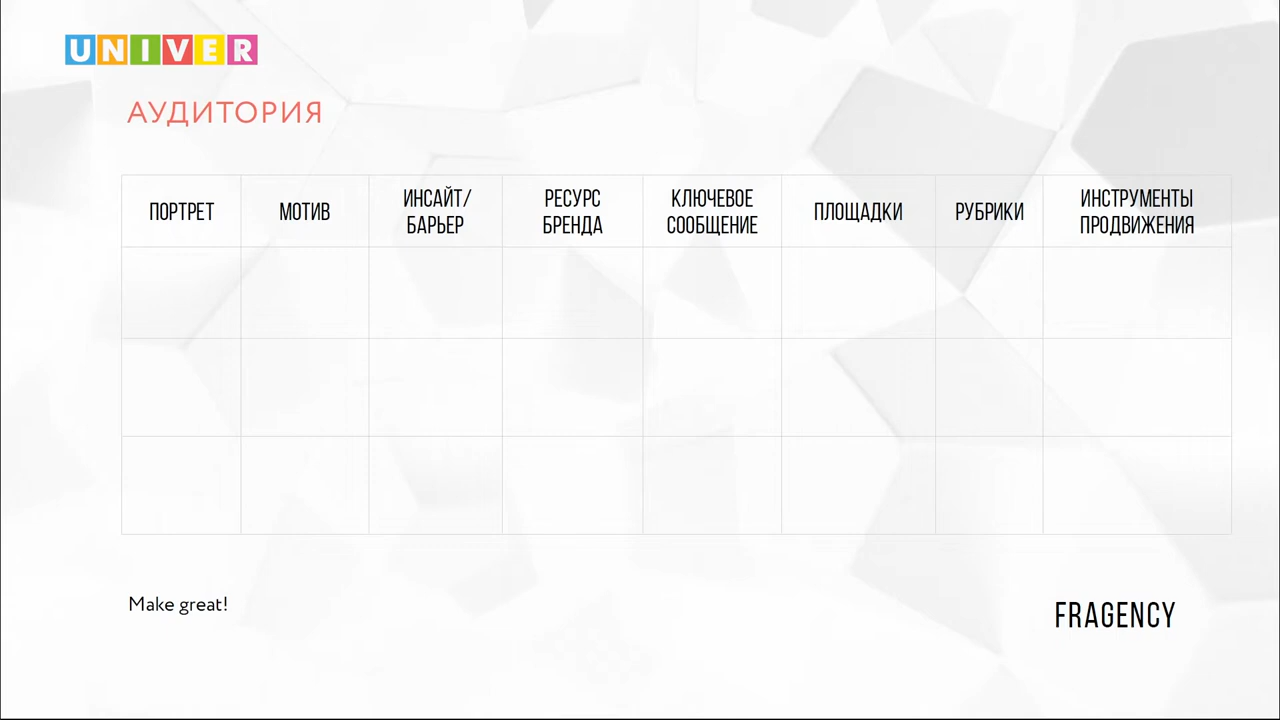 UNIVER
АУДИТОРИЯ
ПОРТРЕТ
МОТИВ
ИНСАЙТ/
БАРЬЕР
РЕСУРС
БРЕНДА
КЛЮЧЕВОЕ
СООБЩЕНИЕ
ПЛОЩАДКИ
РУБРИКИ
ИНСТРУМЕНТЫ
ПРОДВИЖЕНИЯ
Make great!
FRAGENCY